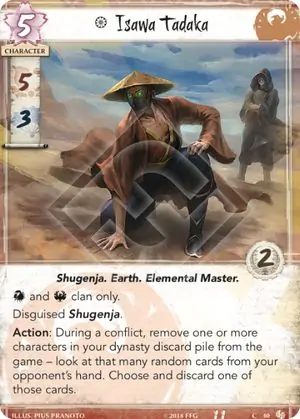 5
Isawa Tadaka
CHARACTER
5
3
2
Shugenja. Earth. Elemental Master.
and clan only.
Disguised Shugenja.
Action: During a conflict, remove one or more
characters in your dynasty discard pile from
the game – look at that many random cards from
your opponent's hand. Choose and discard one
of those cards.
ILLUS. PIUS PRANOTO
©2018 FFG
11
C